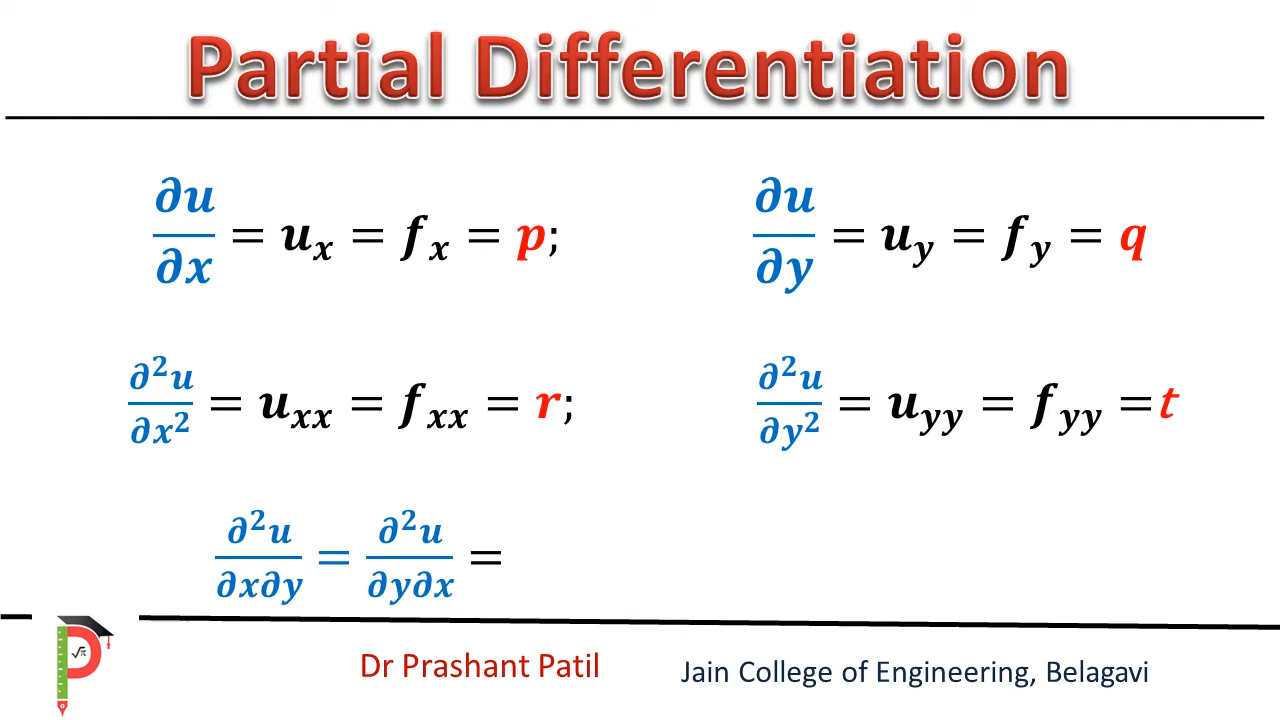 Partial Differentiation
∂u/∂x = u_x = f_x = p; ∂u/∂y = u_y = f_y = q
∂²u/∂x² = u_xx = f_xx = r; ∂²u/∂y² = u_yy = f_yy =t
∂²u/∂x∂y = ∂²u/∂y∂x =
√π
Dr Prashant Patil Jain College of Engineering, Belagavi